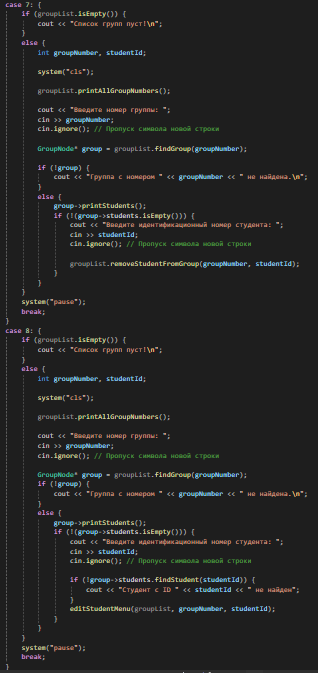 case 7: {
if (groupList.isEmpty()) {
cout << "Список групп пуст!\n";
}
else {
int groupNumber, studentId;
system("cls");
groupList.printAllGroupNumbers();
cout << "Введите номер группы: ";
cin >> groupNumber;
cin.ignore(); // Пропуск символа новой строки
GroupNode* group = groupList.findGroup(groupNumber);
if (!group) {
cout << "Группа с номером " << groupNumber << " не найдена.\n";
}
else {
group->printStudents();
if (!(group->students.isEmpty())) {
cout << "Введите идентификационный номер студента: ";
cin >> studentId;
cin.ignore(); // Пропуск символа новой строки
groupList.removeStudentFromGroup(groupNumber, studentId);
}
}
}
system("pause");
break;
}
case 8: {
if (groupList.isEmpty()) {
cout << "Список групп пуст!\n";
}
else {
int groupNumber, studentId;
system("cls");
groupList.printAllGroupNumbers();
cout << "Введите номер группы: ";
cin >> groupNumber;
cin.ignore(); // Пропуск символа новой строки
GroupNode* group = groupList.findGroup(groupNumber);
if (!group) {
cout << "Группа с номером " << groupNumber << " не найдена.\n";
}
else {
group->printStudents();
if (!(group->students.isEmpty())) {
cout << "Введите идентификационный номер студента: ";
cin >> studentId;
cin.ignore(); // Пропуск символа новой строки
if (!group->students.findStudent(studentId)) {
cout << "Студент с ID " << studentId << " не найден";
}
editStudentMenu(groupList, groupNumber, studentId);
}
}
}
system("pause");
break;
}